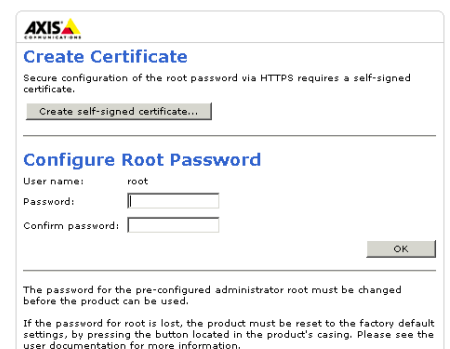 AXIS
COMMUNICATIONS
Create Certificate
Secure configuration of the root password via HTTPS requires a self-signed
certificate.
Create self-signed certificate...
Configure Root Password
User name: root
Password:
Confirm password:
OK
The password for the pre-configured administrator root must be changed
before the product can be used.
If the password for root is lost, the product must be reset to the factory default
settings, by pressing the button located in the product's casing. Please see the
user documentation for more information.